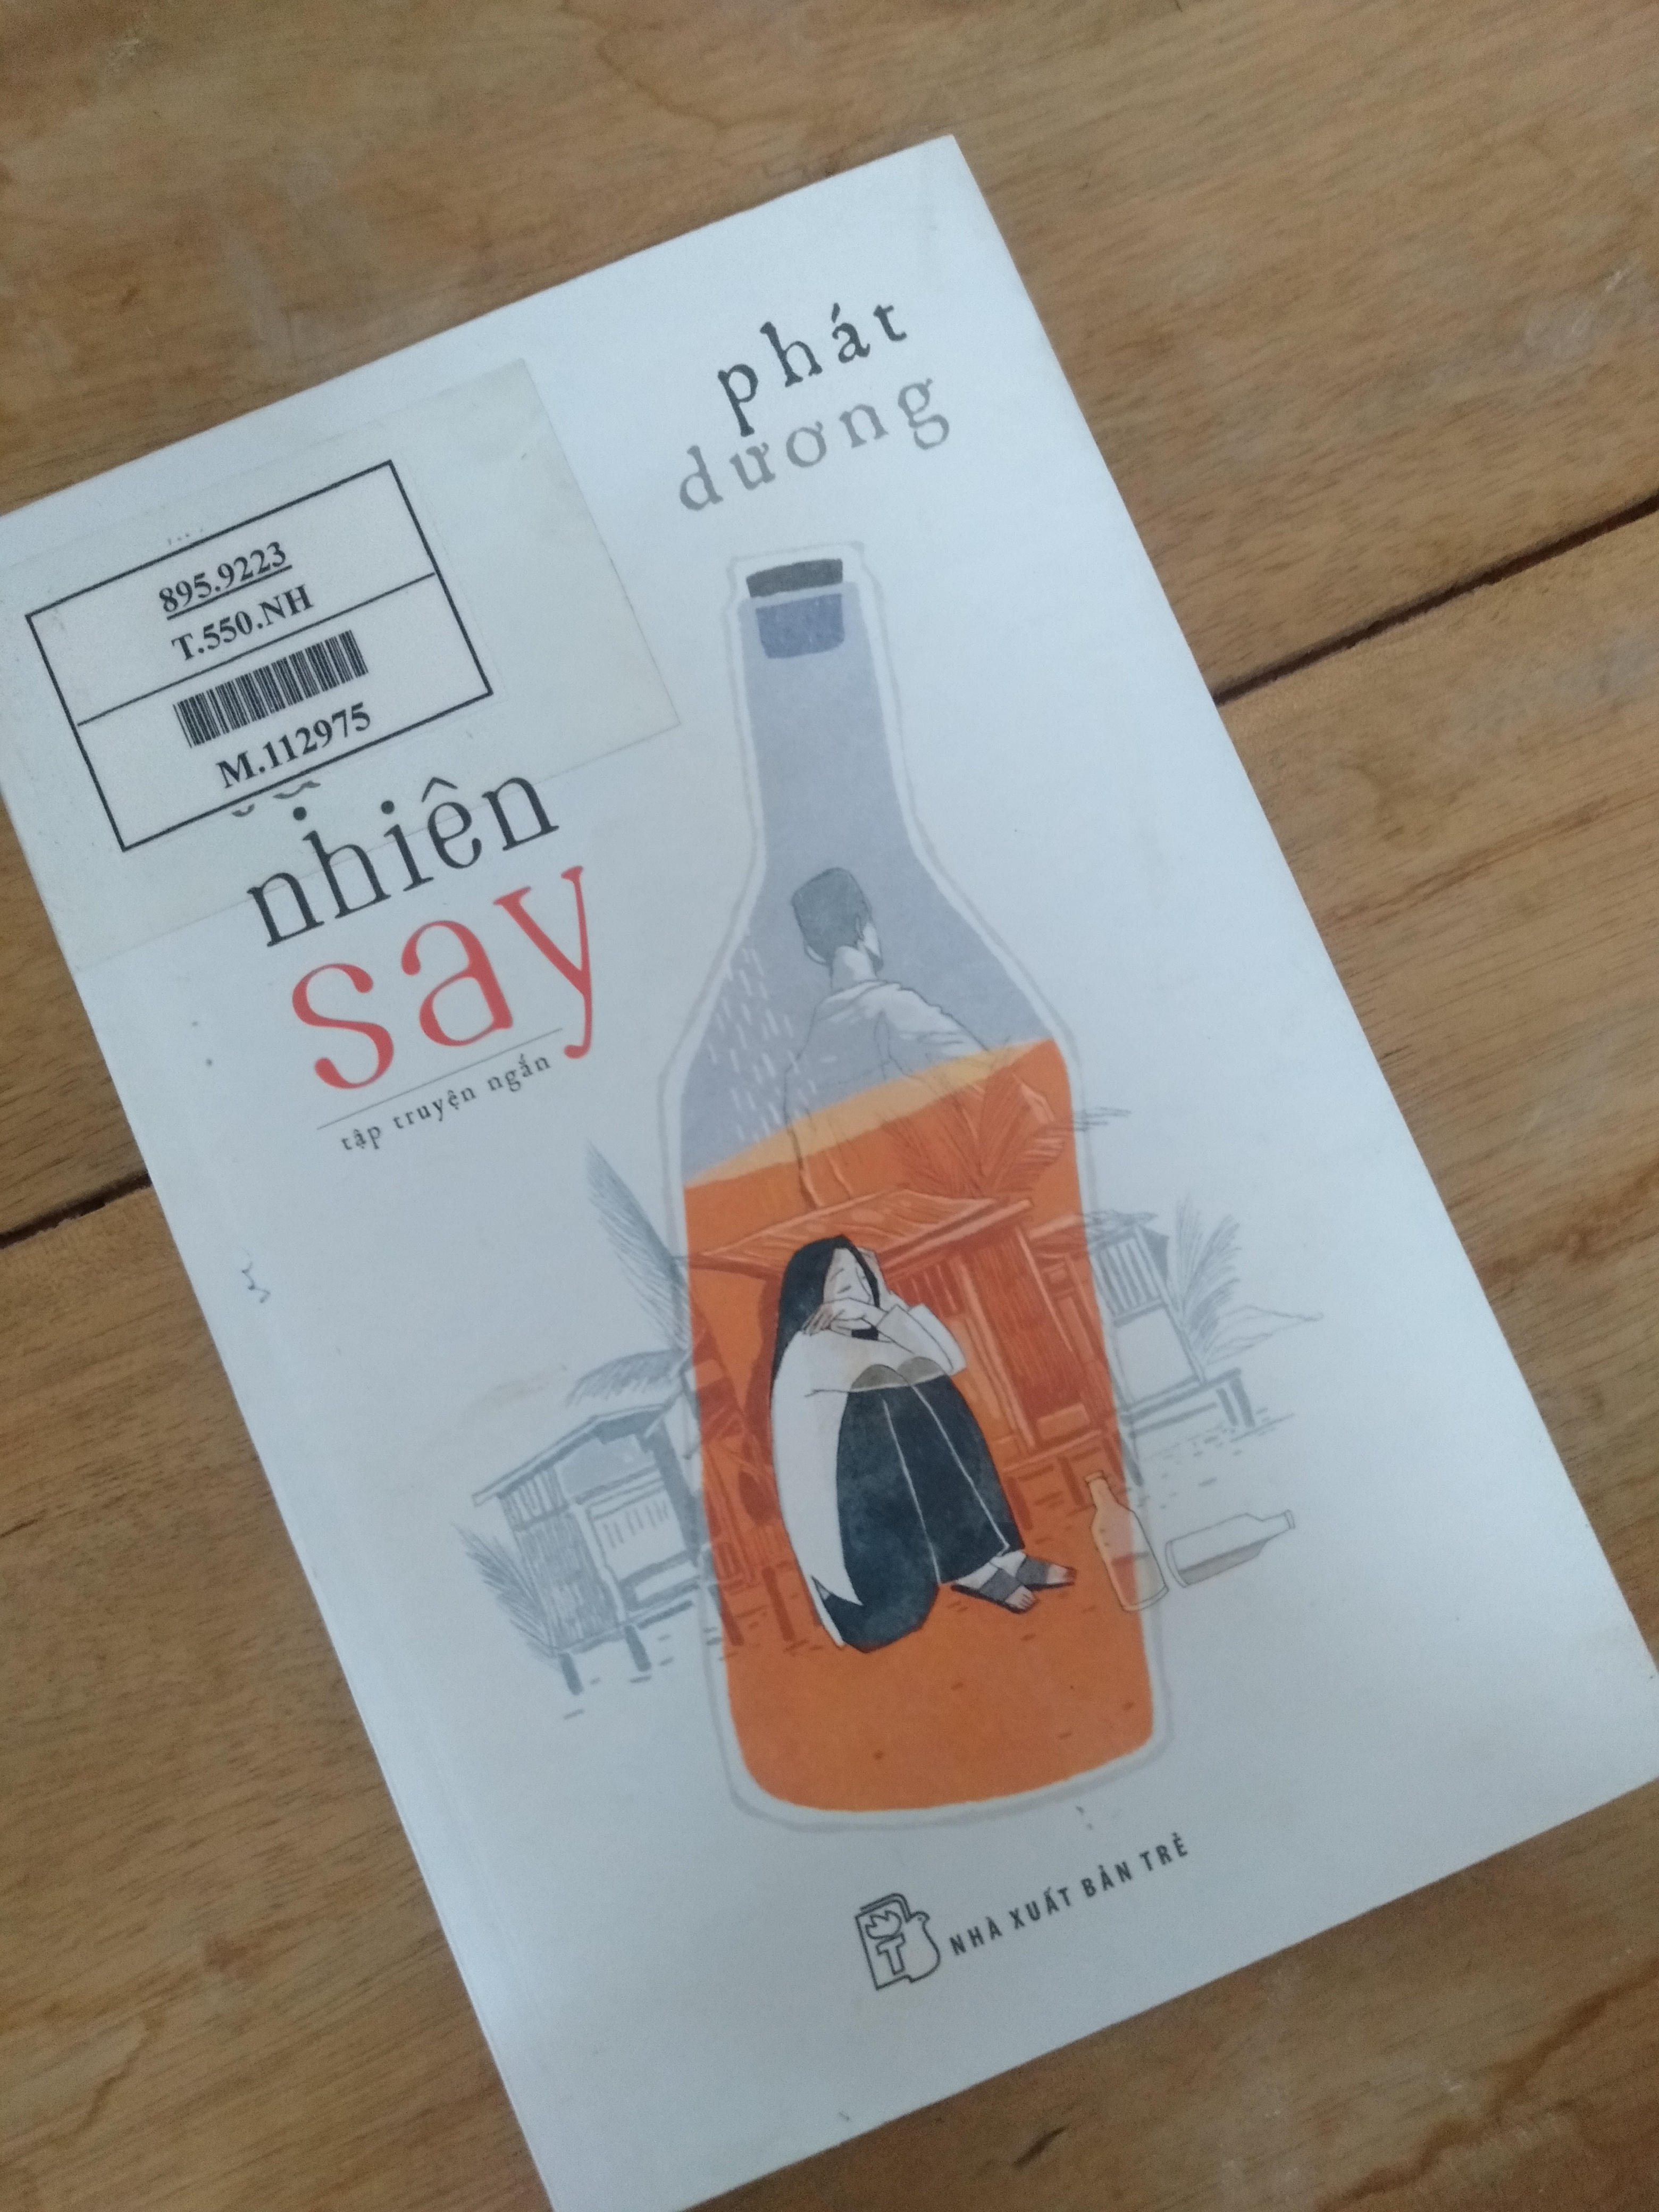 phát
dương
895.9223
T.550.NH
M.112975
nhiên
say
tập truyện ngắn
NHÀ XUẤT BẢN TRẺ